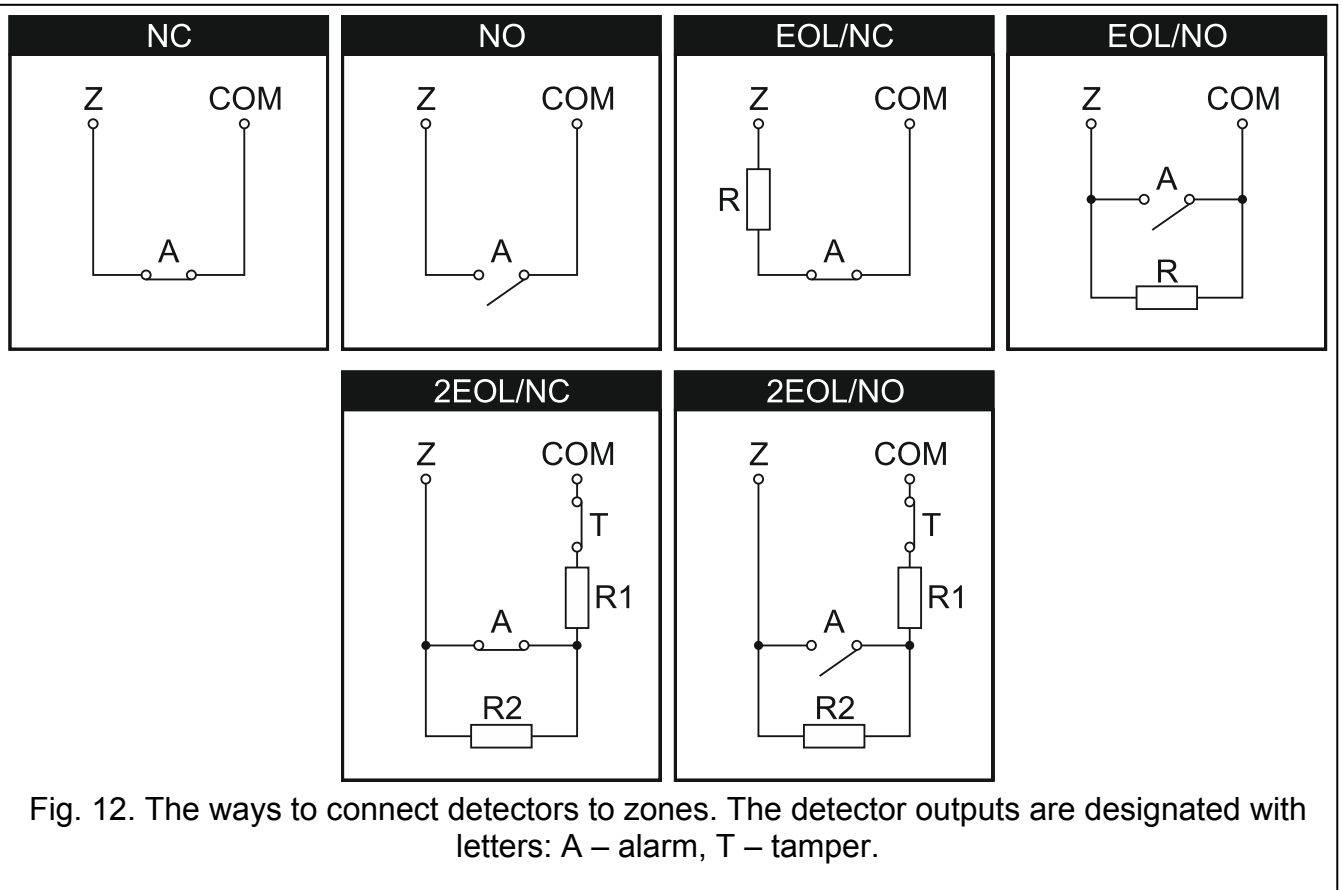 NC
Z COM
A
NO
Z COM
A
EOL/NC
Z COM
R
A
EOL/NO
Z COM
A
R
2EOL/NC
Z COM
T
R1
A
R2
2EOL/NO
Z COM
T
R1
A
R2
Fig. 12. The ways to connect detectors to zones. The detector outputs are designated with
letters: A – alarm, T – tamper.